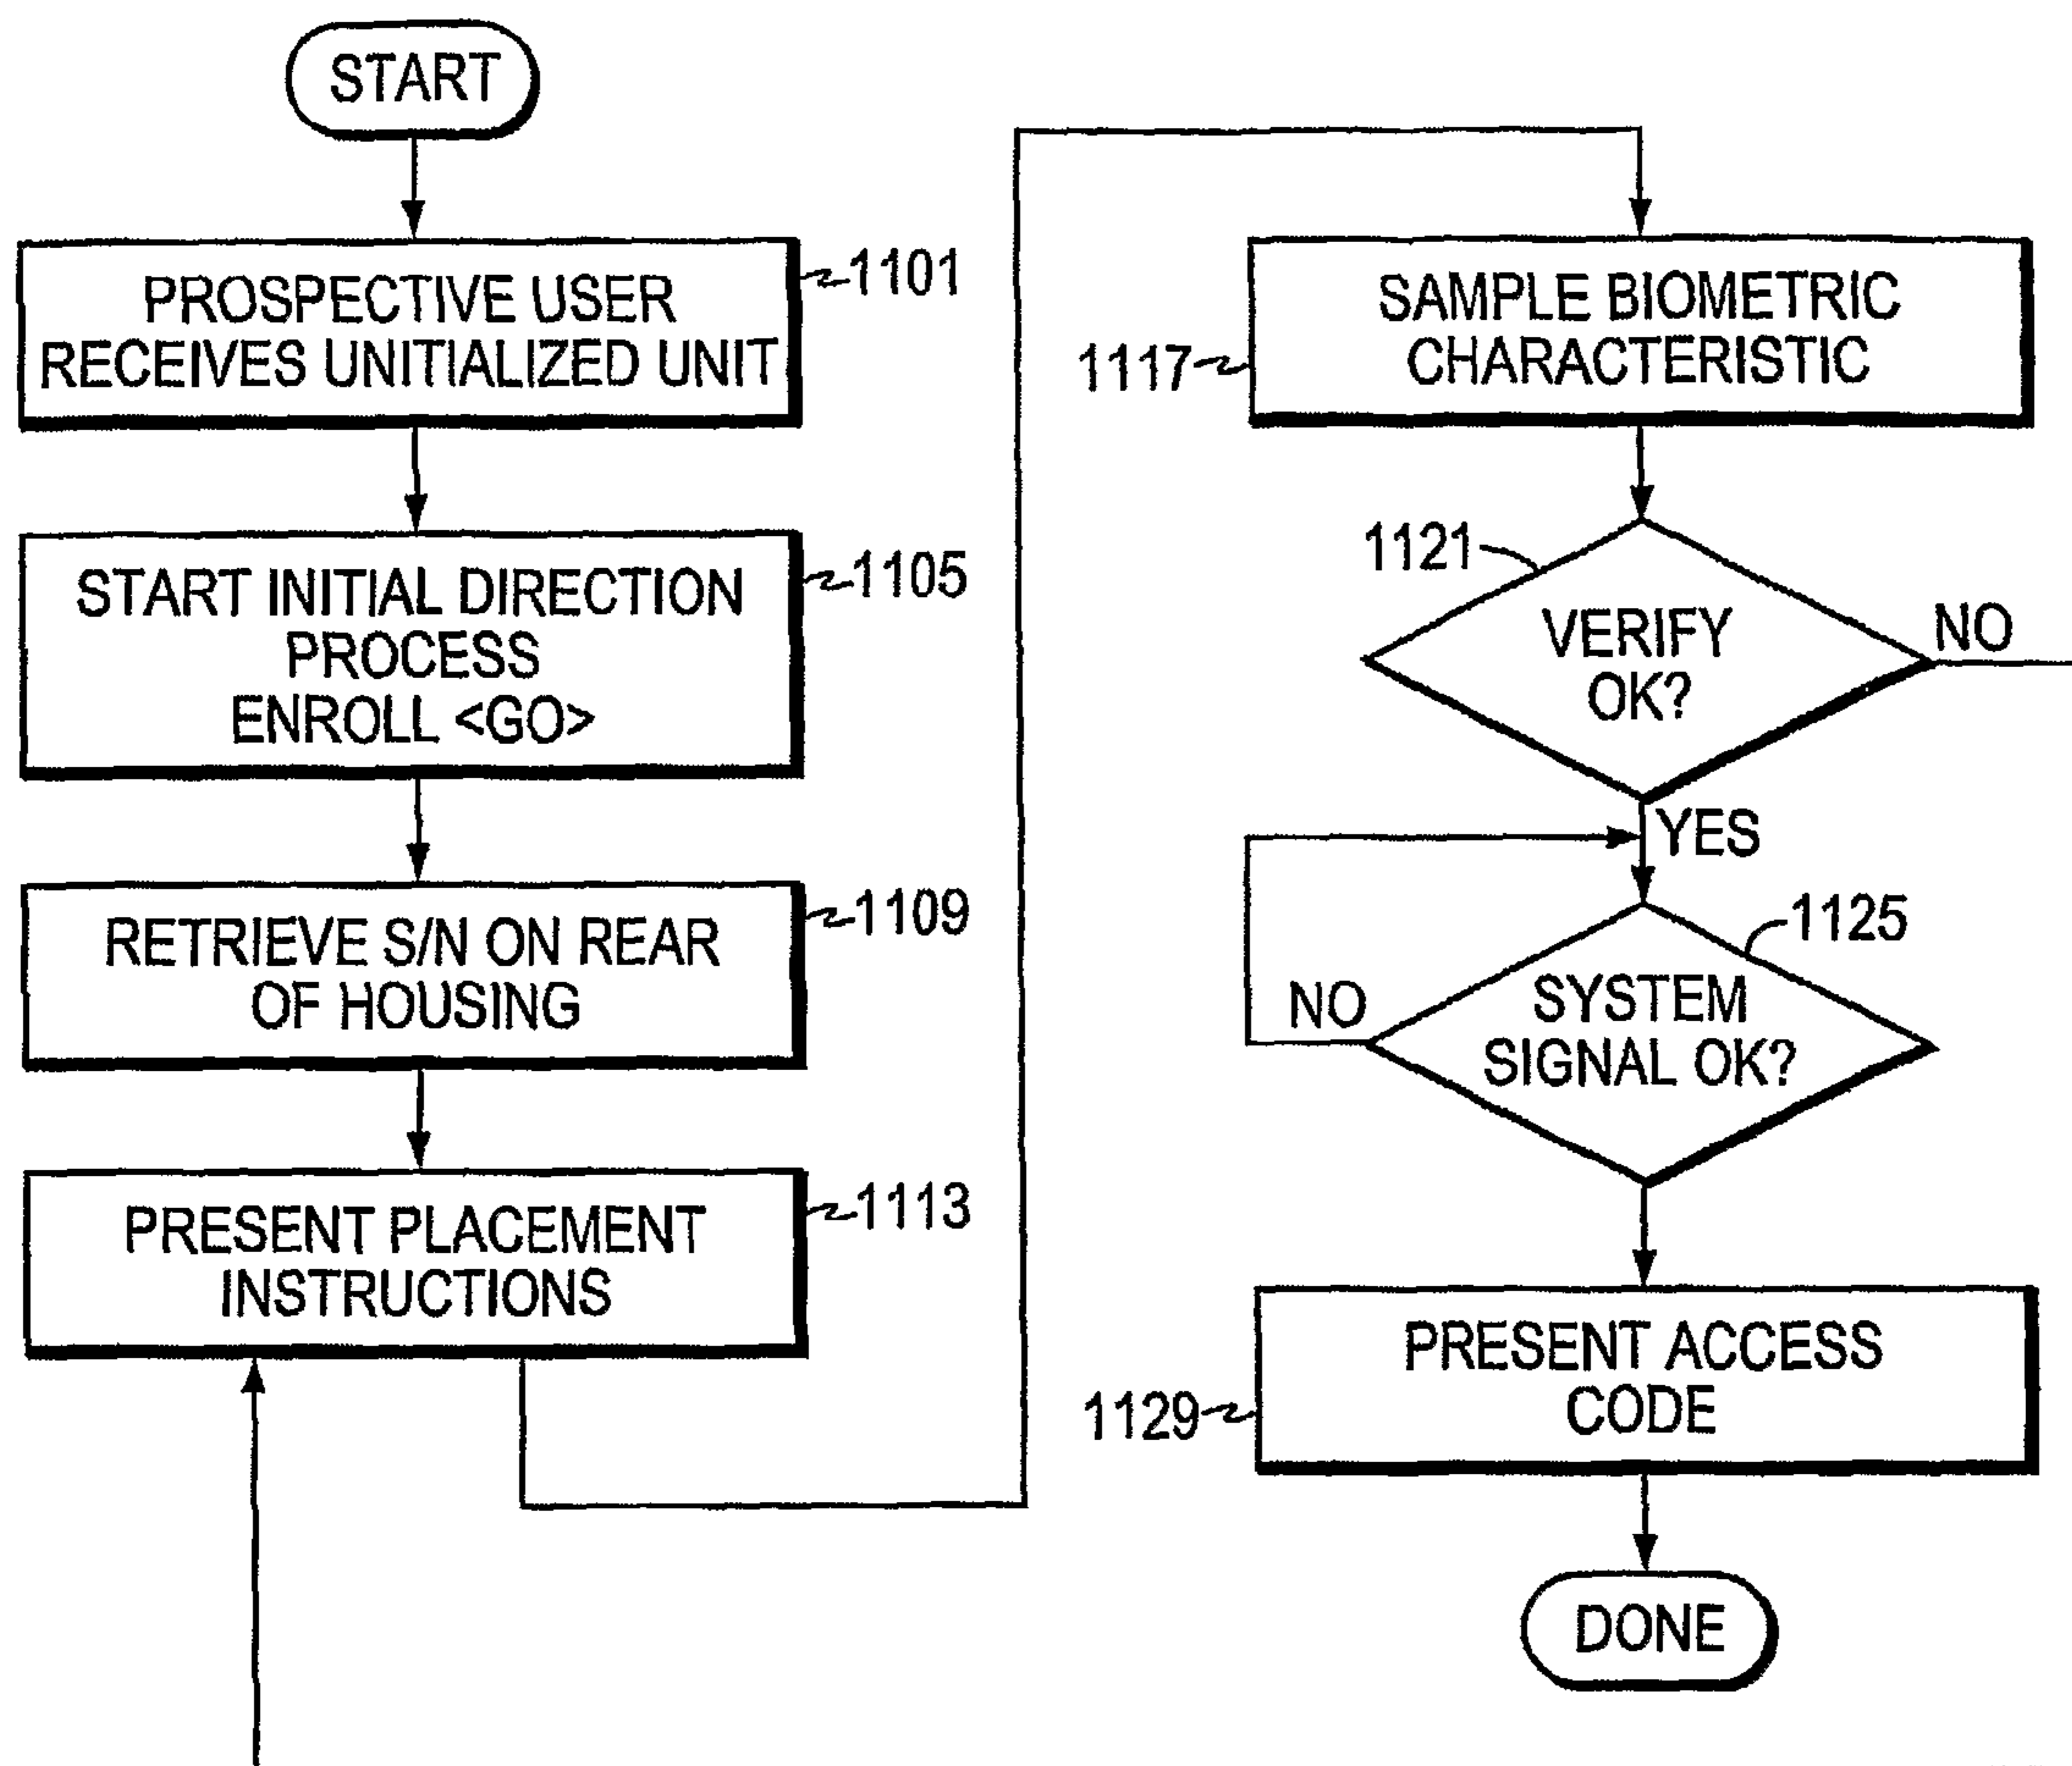 START
PROSPECTIVE USER
RECEIVES UNITIALIZED UNIT
1101
START INITIAL DIRECTION
PROCESS
ENROLL <GO>
1105
RETRIEVE S/N ON REAR
OF HOUSING
1109
PRESENT PLACEMENT
INSTRUCTIONS
1113
SAMPLE BIOMETRIC
CHARACTERISTIC
1117
1121
VERIFY
OK?
NO
YES
1125
SYSTEM
SIGNAL OK?
NO
PRESENT ACCESS
CODE
1129
DONE